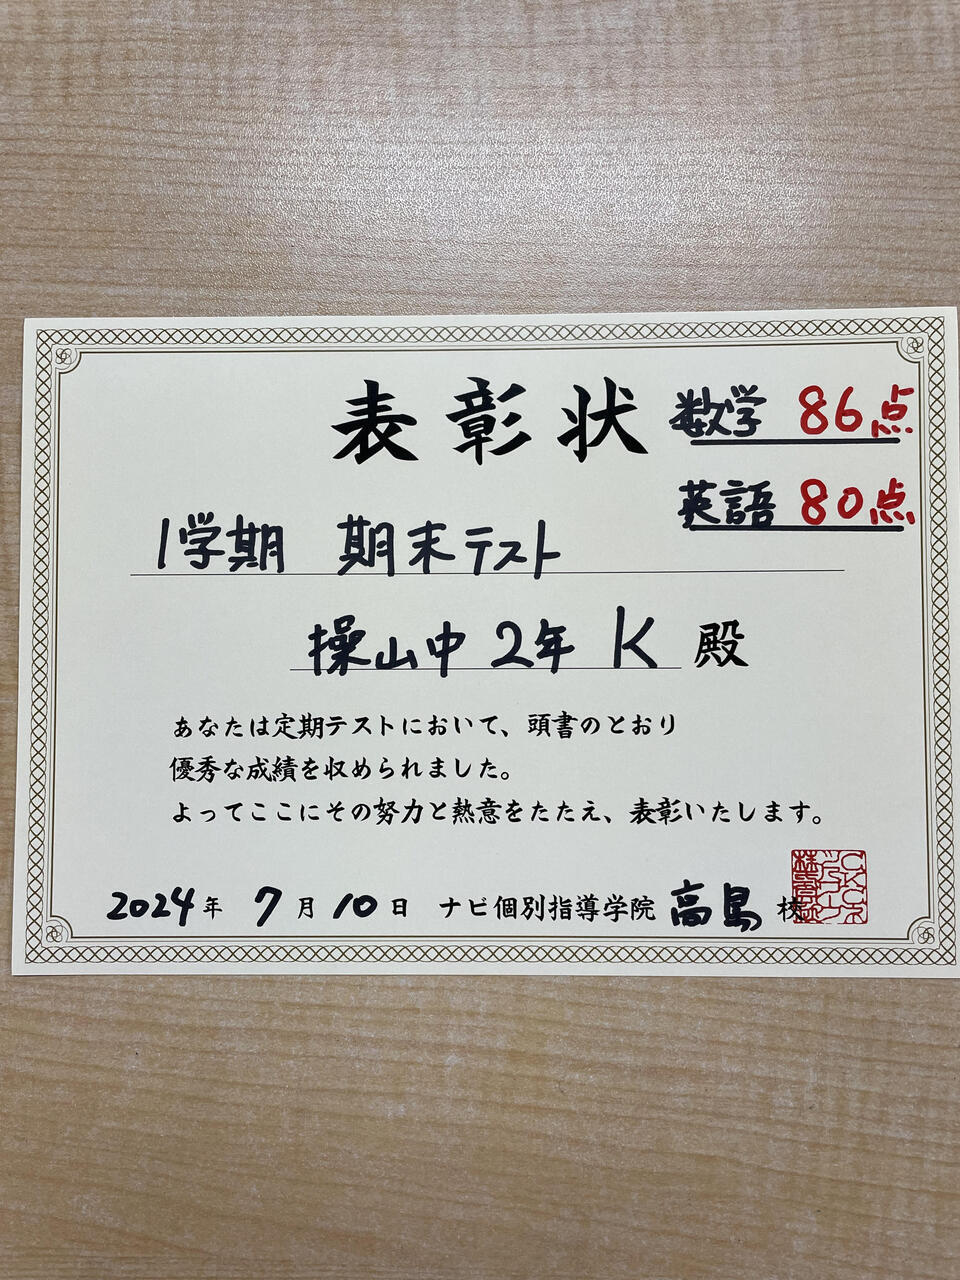 表彰状
数学 86点
英語 80点
1学期 期末テスト
操山中 2年 K 殿
あなたは定期テストにおいて、頭書のとおり
優秀な成績を収められました。
よってここにその努力と熱意をたたえ、表彰いたします。
2024年 7月 10日 ナビ個別指導学院 高島 校